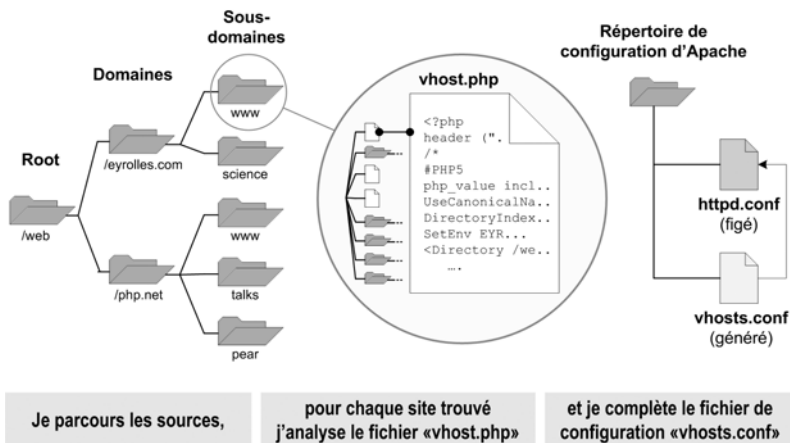 Sous-
domaines
Répertoire de
configuration d'Apache
Domaines
vhost.php
www
<?php
header (".
/*
#PHP5
php_value incl..
UseCanonicalNa..
DirectoryIndex..
SetEnv EYR...
<Directory /we..
….
Root
/eyrolles.com
science
httpd.conf
(figé)
/web
www
/php.net
talks
vhosts.conf
(généré)
pear
Je parcours les sources,
pour chaque site trouvé
j'analyse le fichier «vhost.php»
et je complète le fichier de
configuration «vhosts.conf»